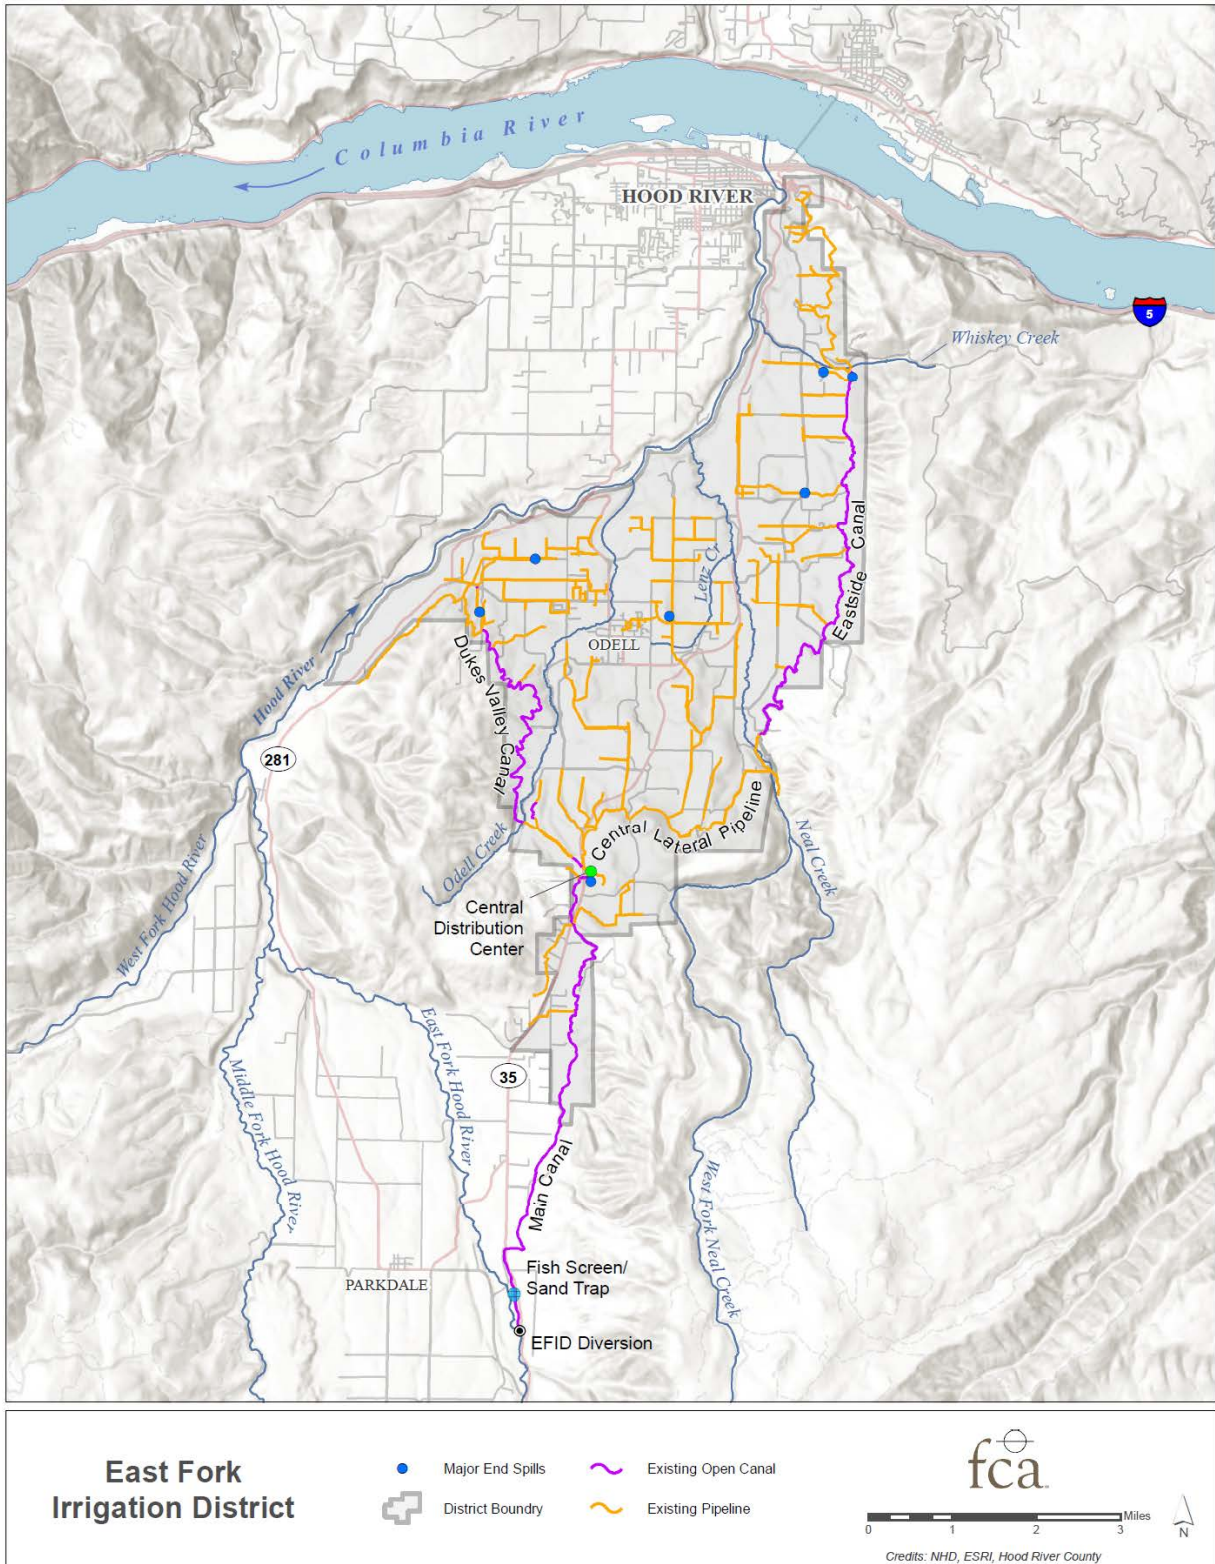 Columbia River
HOOD RIVER
5
Whiskey Creek
Eastside Canal
Lenz Cr
ODELL
Dukes Valley Canal
Hood River
281
Central Lateral Pipeline
Neal Creek
Odell Creek
West Fork Hood River
Central
Distribution
Center
East Fork Hood River
35
Middle Fork Hood River
Main Canal
West Fork Neal Creek
Fish Screen/
Sand Trap
PARKDALE
EFID Diversion
East Fork
Irrigation District
Major End Spills
District Boundry
Existing Open Canal
Existing Pipeline
fca
0 1 2 3 Miles
N
Credits: NHD, ESRI, Hood River County